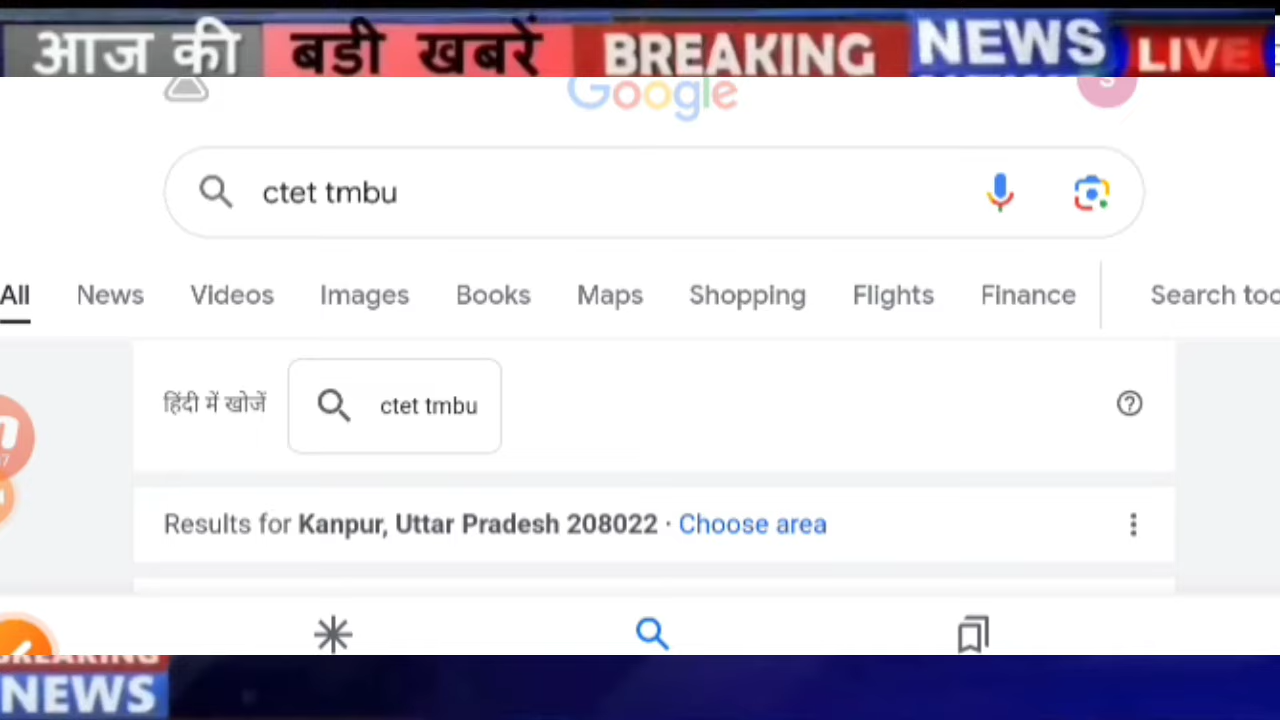 आज की बडी खबरें BREAKING NEWS LIVE
Google
ctet tmbu
All News Videos Images Books Maps Shopping Flights Finance Search too
हिंदी में खोजें ctet tmbu
Results for Kanpur, Uttar Pradesh 208022 · Choose area
BREAKING
NEWS